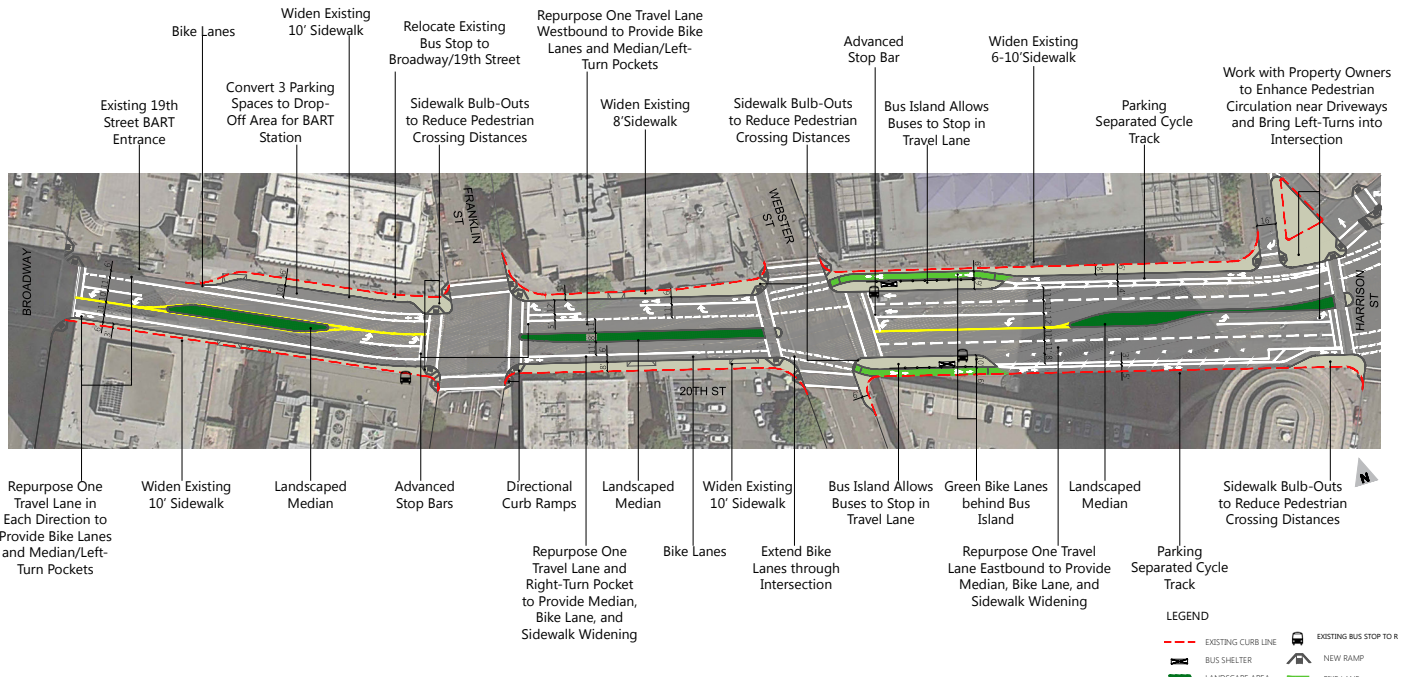 Bike Lanes
Widen Existing
10' Sidewalk
Relocate Existing
Bus Stop to
Broadway/19th Street
Repurpose One Travel Lane
Westbound to Provide Bike
Lanes and Median/Left-
Turn Pockets
Advanced
Stop Bar
Widen Existing
6-10'Sidewalk
Work with Property Owners
to Enhance Pedestrian
Circulation near Driveways
and Bring Left-Turns into
Intersection
Existing 19th
Street BART
Entrance
Convert 3 Parking
Spaces to Drop-
Off Area for BART
Station
Sidewalk Bulb-Outs
to Reduce Pedestrian
Crossing Distances
Widen Existing
8'Sidewalk
Sidewalk Bulb-Outs
to Reduce Pedestrian
Crossing Distances
Bus Island Allows
Buses to Stop in
Travel Lane
Parking
Separated Cycle
Track
BROADWAY
FRANKLIN
ST
WEBSTER
ST
HARRISON
ST
20TH ST
Repurpose One
Travel Lane in
Each Direction to
Provide Bike Lanes
and Median/Left-
Turn Pockets
Widen Existing
10' Sidewalk
Landscaped
Median
Advanced
Stop Bars
Directional
Curb Ramps
Landscaped
Median
Widen Existing
10' Sidewalk
Bus Island Allows
Buses to Stop in
Travel Lane
Green Bike Lanes
behind Bus
Island
Landscaped
Median
Sidewalk Bulb-Outs
to Reduce Pedestrian
Crossing Distances
N
Repurpose One
Travel Lane and
Right-Turn Pocket
to Provide Median,
Bike Lane, and
Sidewalk Widening
Bike Lanes
Extend Bike
Lanes through
Intersection
Repurpose One Travel
Lane Eastbound to Provide
Median, Bike Lane, and
Sidewalk Widening
Parking
Separated Cycle
Track
LEGEND
EXISTING CURB LINE
EXISTING BUS STOP TO R
BUS SHELTER
NEW RAMP